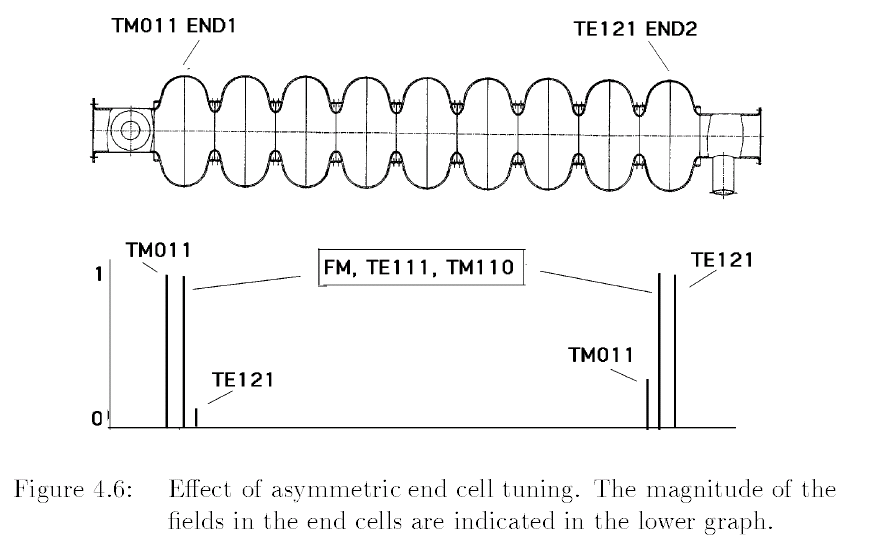 TM011 END1
TE121 END2
TM011
FM, TE111, TM110
TE121
1
TM011
TE121
0
Figure 4.6: Effect of asymmetric end cell tuning. The magnitude of the
fields in the end cells are indicated in the lower graph.